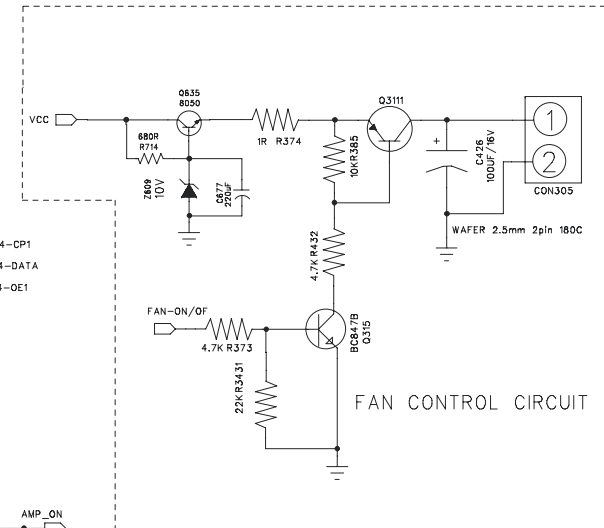 Q635
8050
Q3111
VCC
680R
R714
1R R374
10KR385
+
C426
100UF/16V
1
2
CON305
Z609
10V
C677
220uF
WAFER 2.5mm 2pin 180C
4.7K R432
4-CP1
4-DATA
4-OE1
FAN-ON/OF
BC847B
Q315
4.7K R373
22K R3431
FAN CONTROL CIRCUIT
AMP_ON